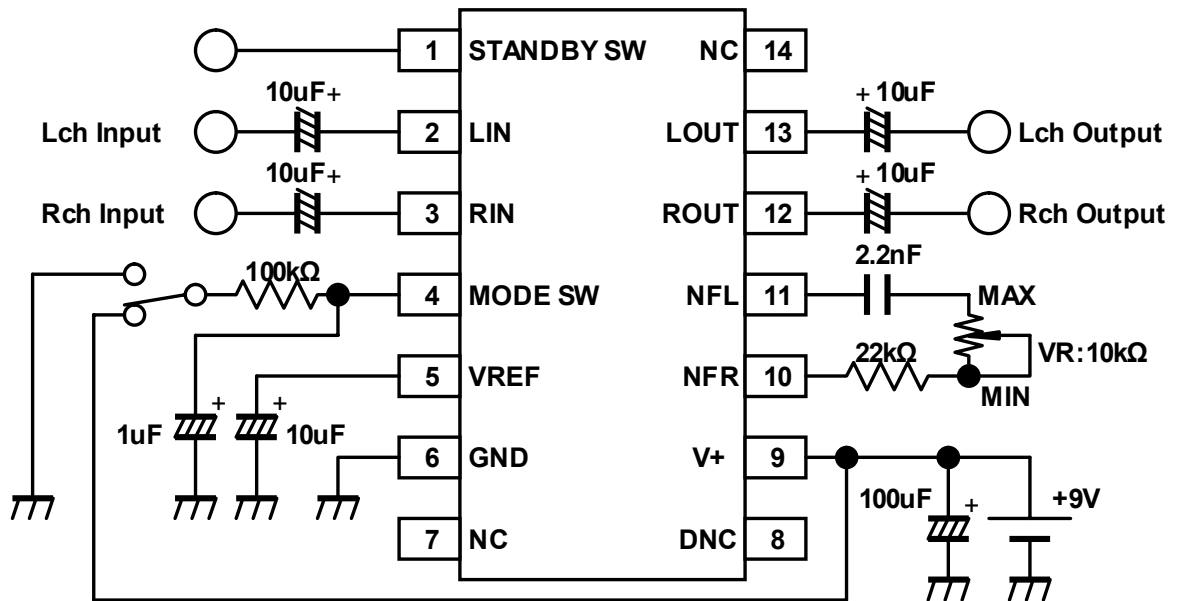 1 STANDBY SW NC 14
10uF+ + 10uF
Lch Input 2 LIN LOUT 13 Lch Output
10uF+ + 10uF
Rch Input 3 RIN ROUT 12 Rch Output
2.2nF
100kΩ 4 MODE SW NFL 11 MAX
22kΩ VR:10kΩ
5 VREF NFR 10
MIN
+ +
1uF 10uF
6 GND V+ 9
100uF + +9V
7 NC DNC 8